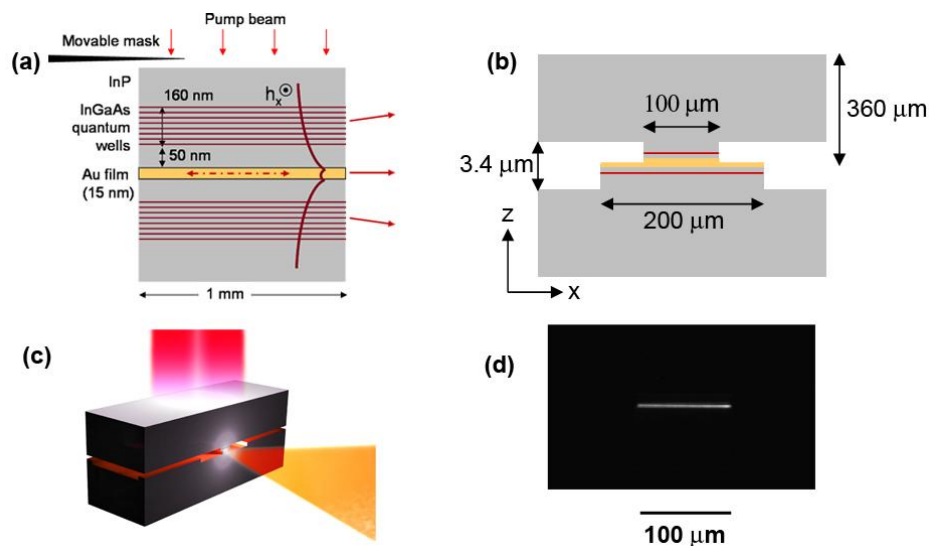 (a)
Movable mask
Pump beam
InP
InGaAs
quantum
wells
160 nm
50 nm
hx
Au film
(15 nm)
1 mm
(b)
100 μm
360 μm
3.4 μm
200 μm
z
x
(c)
(d)
100 μm